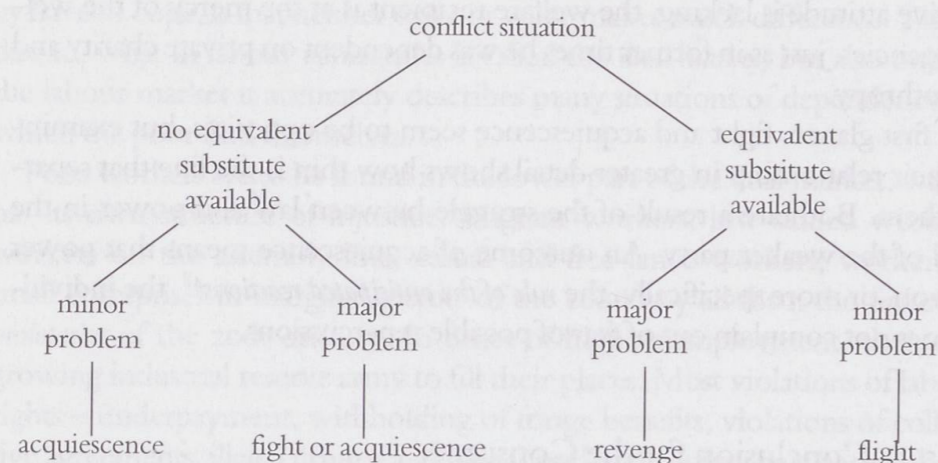 conflict situation
no equivalent
substitute
available
equivalent
substitute
available
minor
problem
major
problem
major
problem
minor
problem
acquiescence
fight or acquiescence
revenge
flight